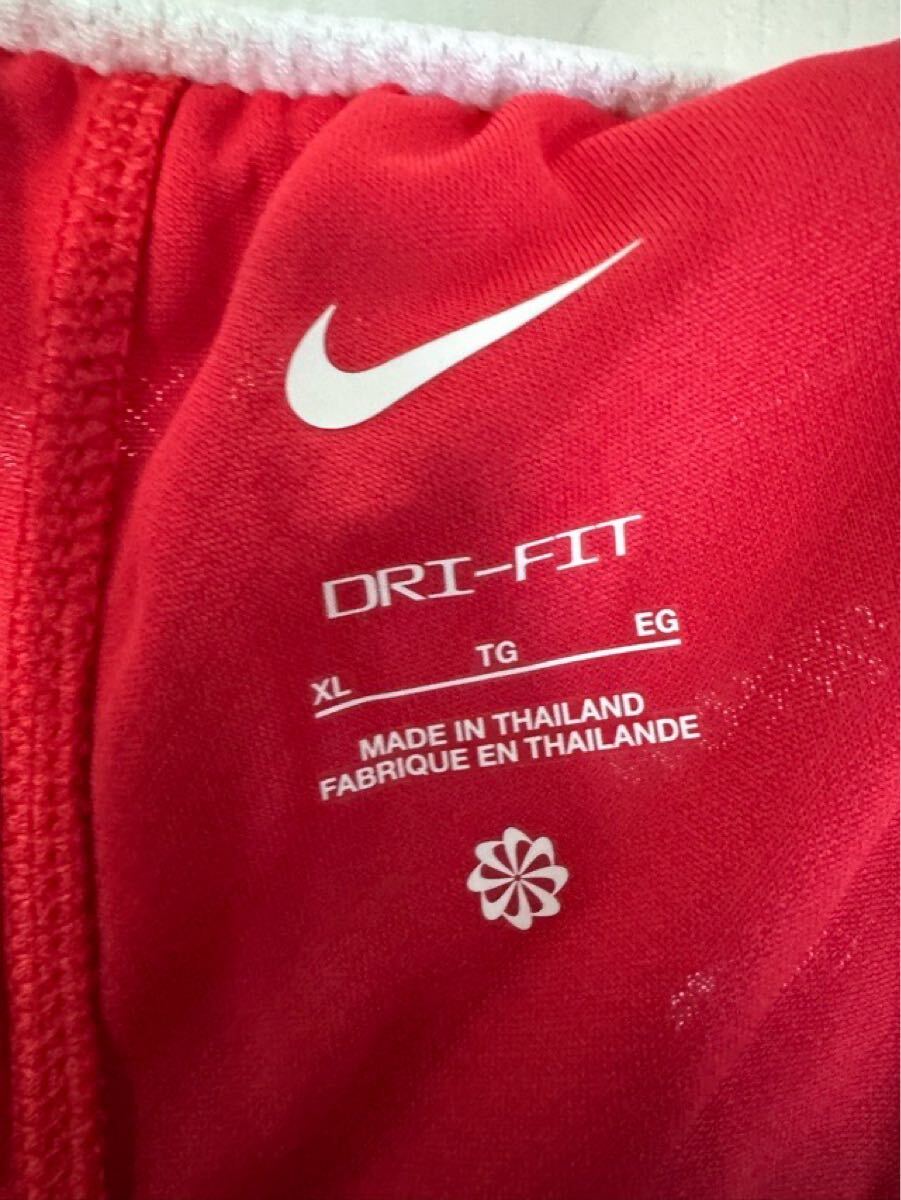 DRI-FIT
XL TG EG
MADE IN THAILAND
FABRIQUE EN THAILANDE